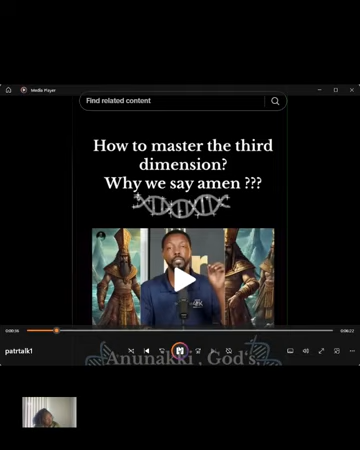 Media Player
Find related content
How to master the third
dimension?
Why we say amen ???
0:00:36
0:06:22
patrtalk1
Anunakki , God's,